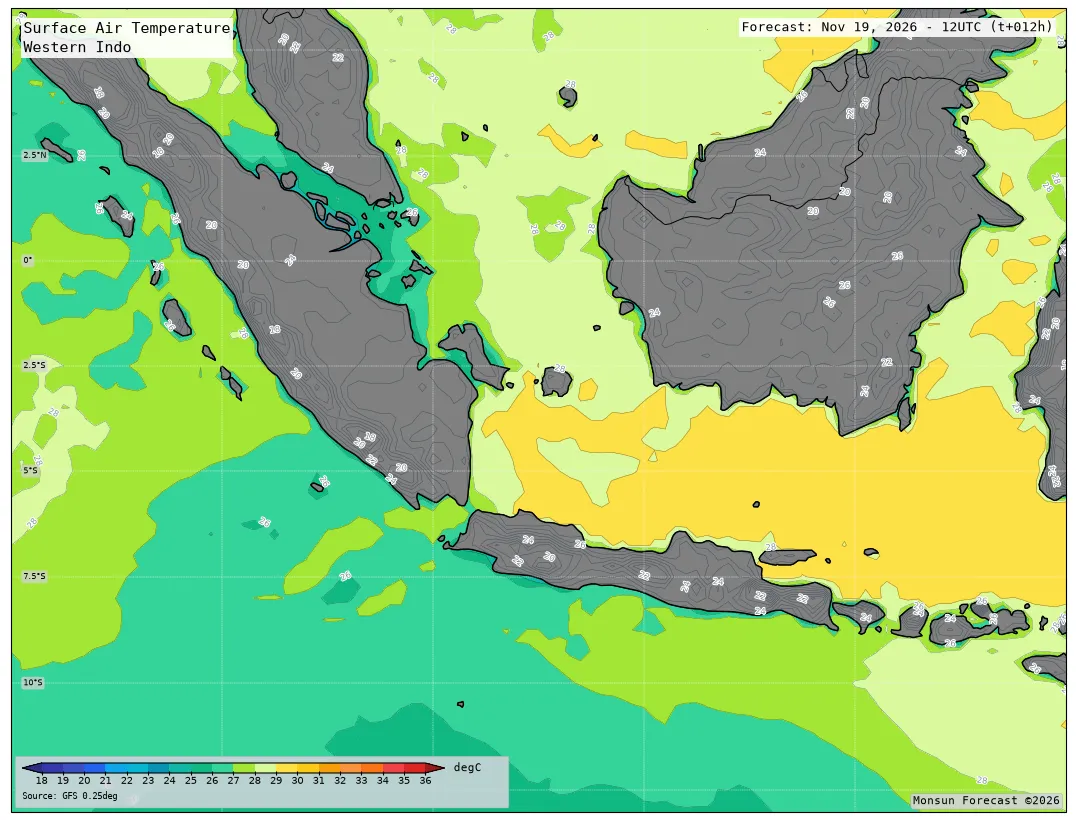 Surface Air Temperature
Western Indo
Forecast: Nov 19, 2026 - 12UTC (t+012h)
2.5°N
0°
2.5°S
5°S
7.5°S
10°S
18 19 20 21 22 23 24 25 26 27 28 29 30 31 32 33 34 35 36 degC
Source: GFS 0.25deg
Monsun Forecast ©2026